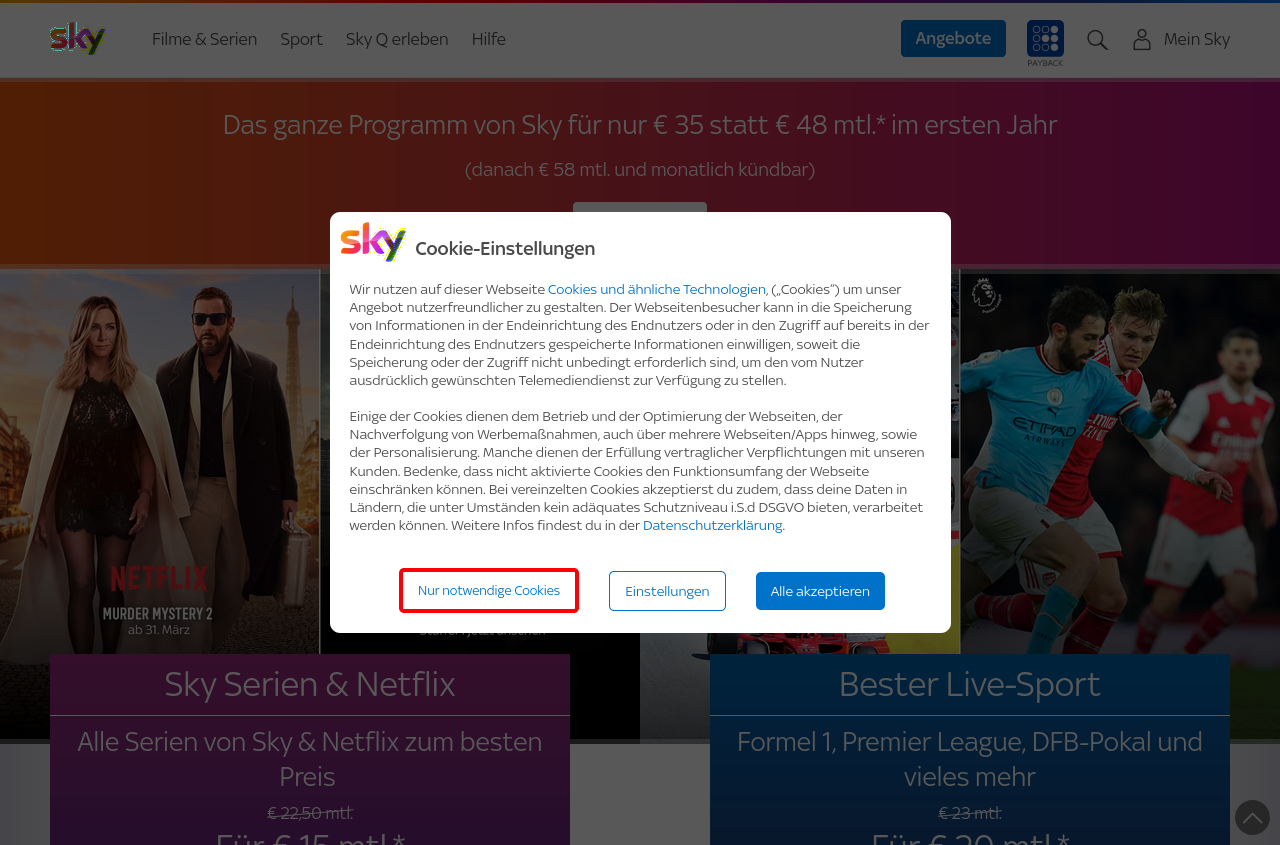 sky
Filme & Serien
Sport
Sky Q erleben
Hilfe
Angebote
PAYBACK
Mein Sky
Das ganze Programm von Sky für nur € 35 statt € 48 mtl.* im ersten Jahr
(danach € 58 mtl. und monatlich kündbar)
sky
Cookie-Einstellungen
Wir nutzen auf dieser Webseite Cookies und ähnliche Technologien, („Cookies“) um unser
Angebot nutzerfreundlicher zu gestalten. Der Webseitenbesucher kann in die Speicherung
von Informationen in der Endeinrichtung des Endnutzers oder in den Zugriff auf bereits in der
Endeinrichtung des Endnutzers gespeicherte Informationen einwilligen, soweit die
Speicherung oder der Zugriff nicht unbedingt erforderlich sind, um den vom Nutzer
ausdrücklich gewünschten Telemediendienst zur Verfügung zu stellen.
Einige der Cookies dienen dem Betrieb und der Optimierung der Webseiten, der
Nachverfolgung von Werbemaßnahmen, auch über mehrere Webseiten/Apps hinweg, sowie
der Personalisierung. Manche dienen der Erfüllung vertraglicher Verpflichtungen mit unseren
Kunden. Bedenke, dass nicht aktivierte Cookies den Funktionsumfang der Webseite
einschränken können. Bei vereinzelten Cookies akzeptierst du zudem, dass deine Daten in
Ländern, die unter Umständen kein adäquates Schutzniveau i.S.d DSGVO bieten, verarbeitet
werden können. Weitere Infos findest du in der Datenschutzerklärung.
Nur notwendige Cookies
Einstellungen
Alle akzeptieren
ETIHAD
AIRWAYS
NETFLIX
MURDER MYSTERY 2
ab 31. März
Sky Serien & Netflix
Alle Serien von Sky & Netflix zum besten
Preis
€ 22,50 mtl.
Für € 15 mtl.*
Bester Live-Sport
Formel 1, Premier League, DFB-Pokal und
vieles mehr
€ 23 mtl.
Für € 20 mtl.*